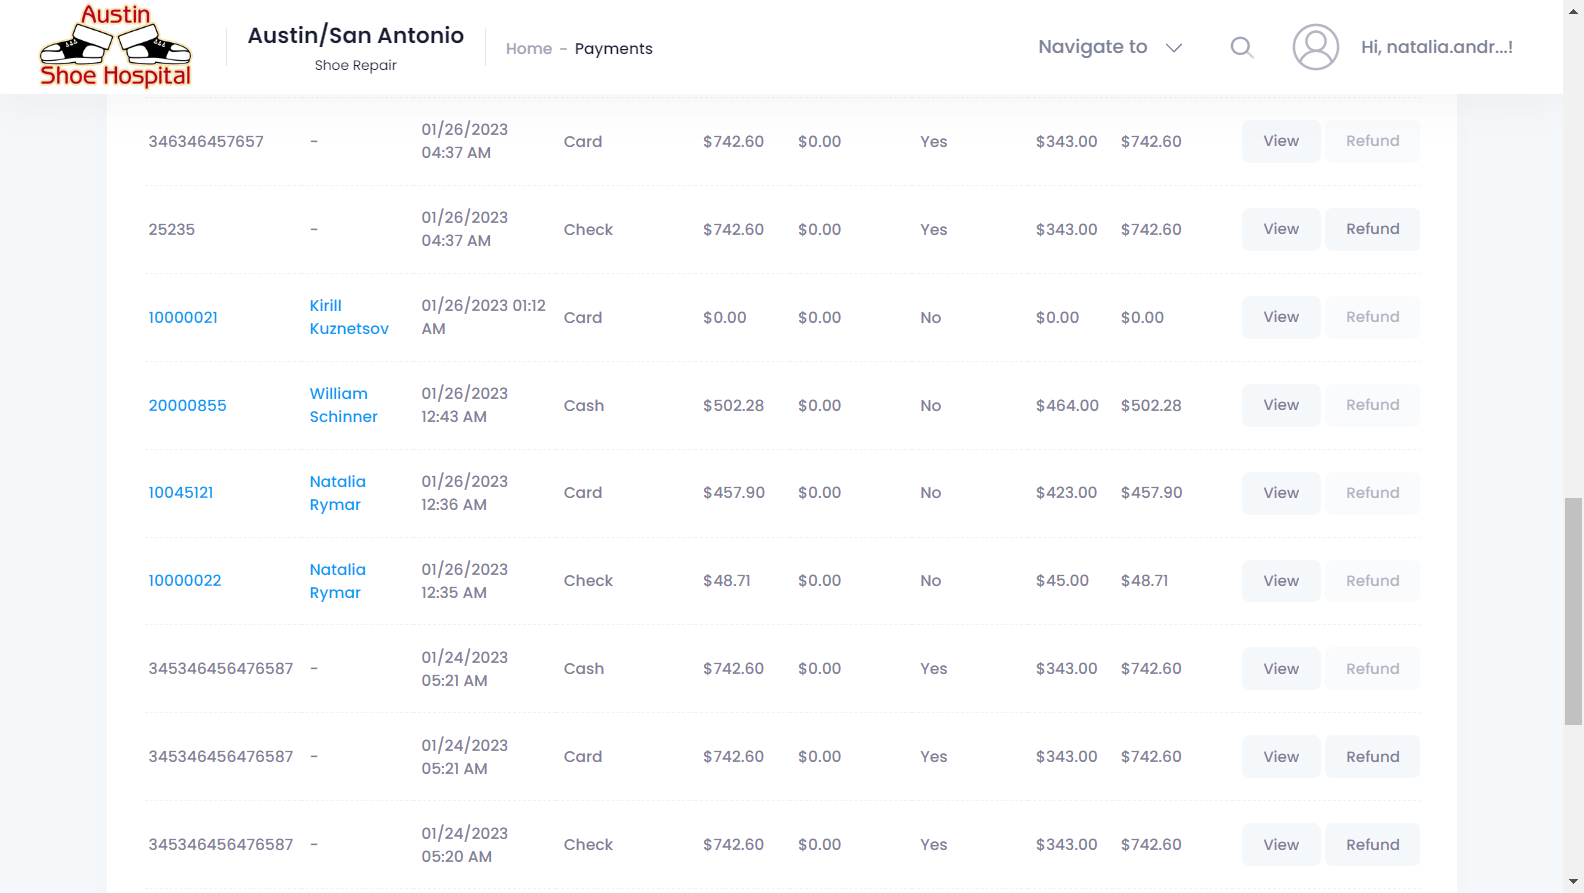 Austin
Shoe Hospital
Austin/San Antonio
Shoe Repair
Home - Payments
Navigate to
Hi, natalia.andr...!
346346457657 - 01/26/2023 04:37 AM Card $742.60 $0.00 Yes $343.00 $742.60 View Refund
25235 - 01/26/2023 04:37 AM Check $742.60 $0.00 Yes $343.00 $742.60 View Refund
10000021 Kirill Kuznetsov 01/26/2023 01:12 AM Card $0.00 $0.00 No $0.00 $0.00 View Refund
20000855 William Schinner 01/26/2023 12:43 AM Cash $502.28 $0.00 No $464.00 $502.28 View Refund
10045121 Natalia Rymar 01/26/2023 12:36 AM Card $457.90 $0.00 No $423.00 $457.90 View Refund
10000022 Natalia Rymar 01/26/2023 12:35 AM Check $48.71 $0.00 No $45.00 $48.71 View Refund
345346456476587 - 01/24/2023 05:21 AM Cash $742.60 $0.00 Yes $343.00 $742.60 View Refund
345346456476587 - 01/24/2023 05:21 AM Card $742.60 $0.00 Yes $343.00 $742.60 View Refund
345346456476587 - 01/24/2023 05:20 AM Check $742.60 $0.00 Yes $343.00 $742.60 View Refund